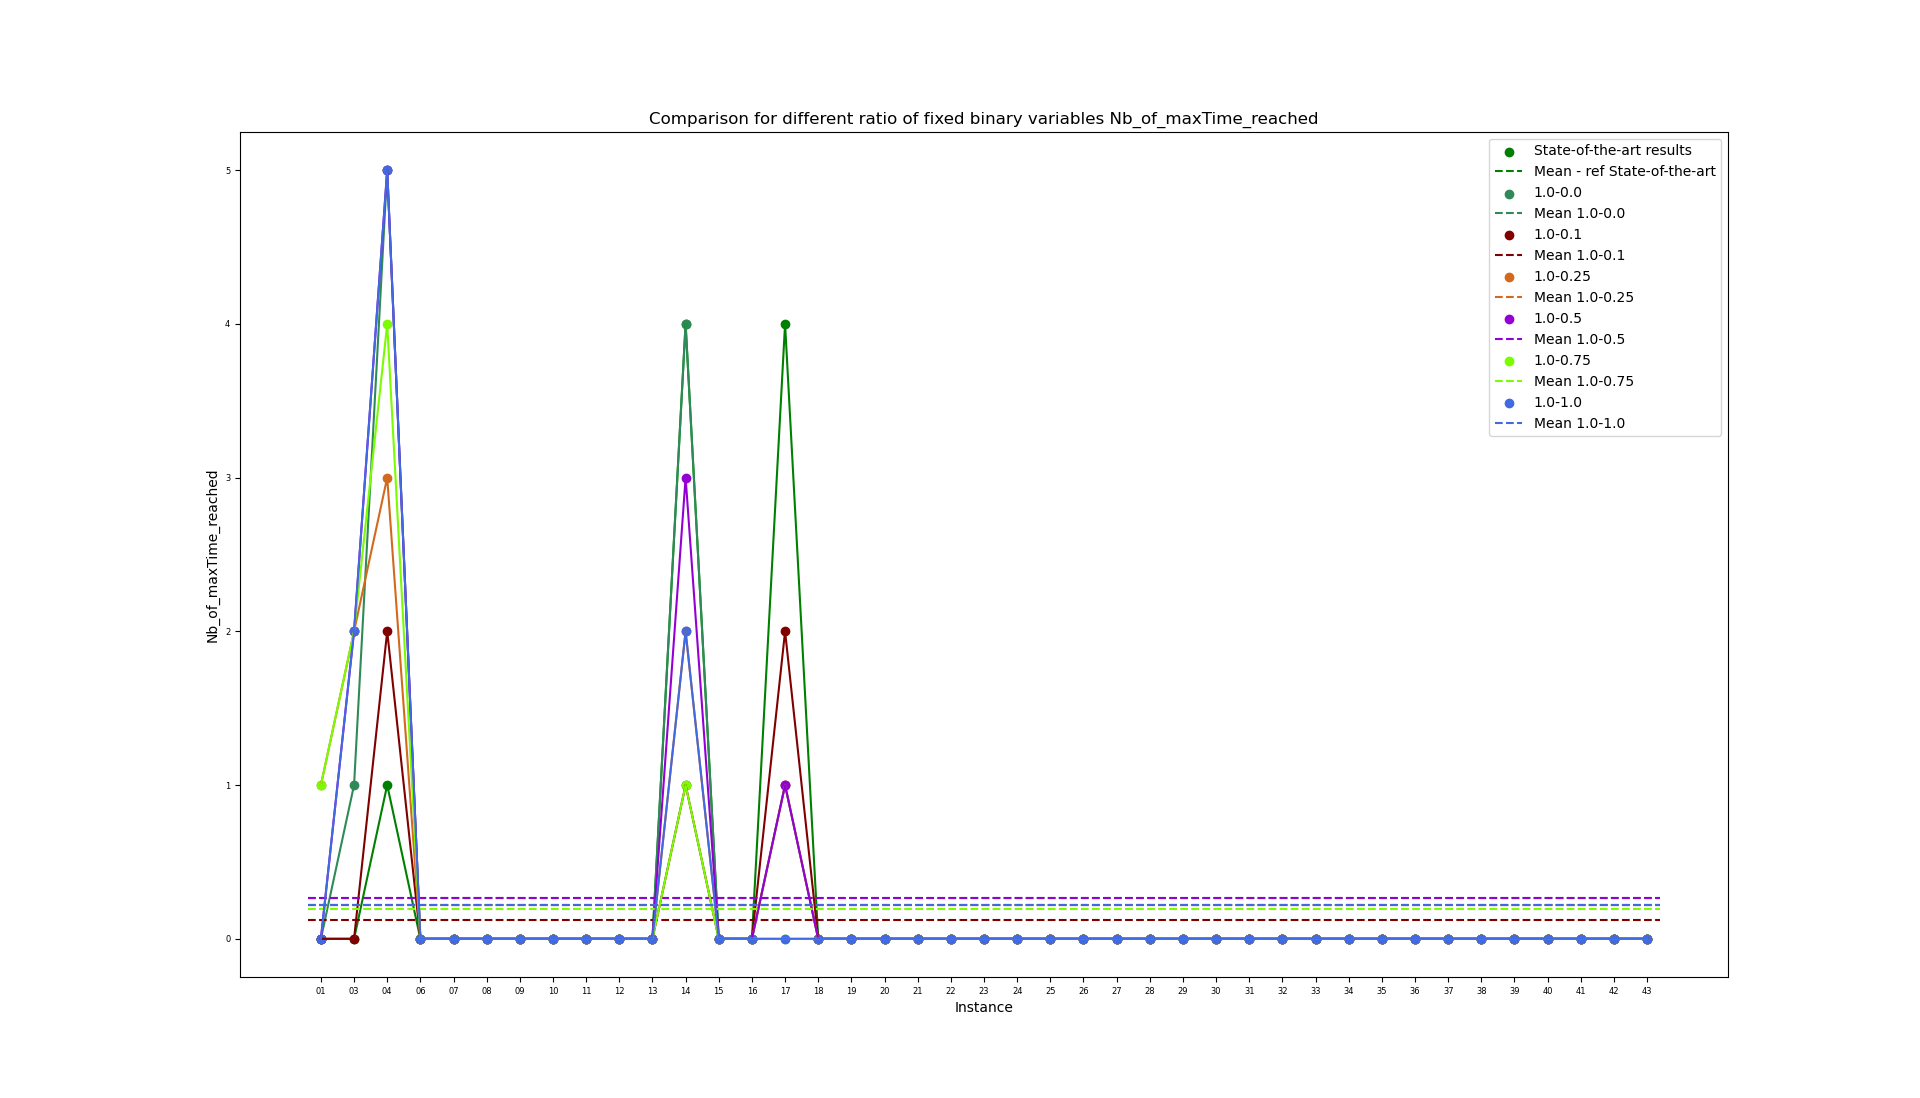 Comparison for different ratio of fixed binary variables Nb_of_maxTime_reached
State-of-the-art results
Mean - ref State-of-the-art
1.0-0.0
Mean 1.0-0.0
1.0-0.1
Mean 1.0-0.1
1.0-0.25
Mean 1.0-0.25
1.0-0.5
Mean 1.0-0.5
1.0-0.75
Mean 1.0-0.75
1.0-1.0
Mean 1.0-1.0
5
4
3
2
1
0
Nb_of_maxTime_reached
01 03 04 06 07 08 09 10 11 12 13 14 15 16 17 18 19 20 21 22 23 24 25 26 27 28 29 30 31 32 33 34 35 36 37 38 39 40 41 42 43
Instance